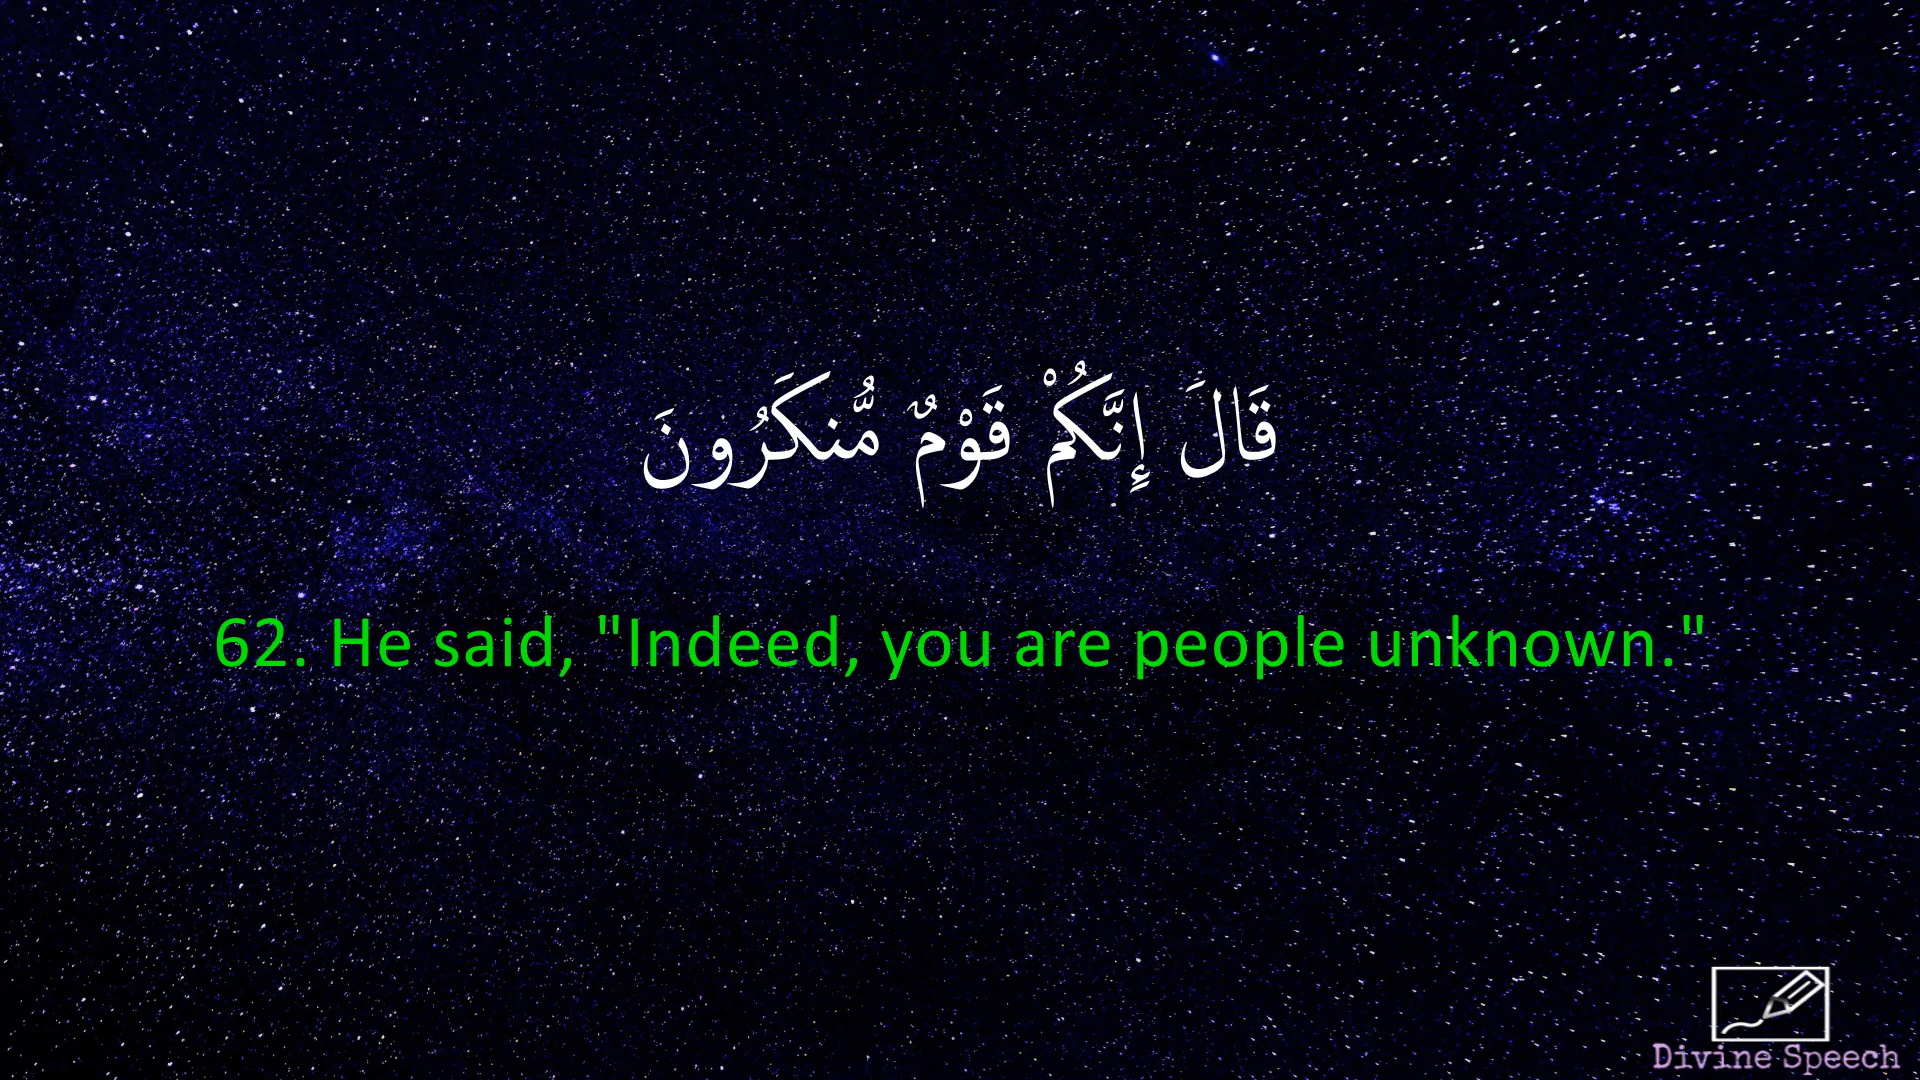 قَالَ إِنَّكُمْ قَوْمٌ مُّنكَرُونَ
62. He said, "Indeed, you are people unknown."
Divine Speech